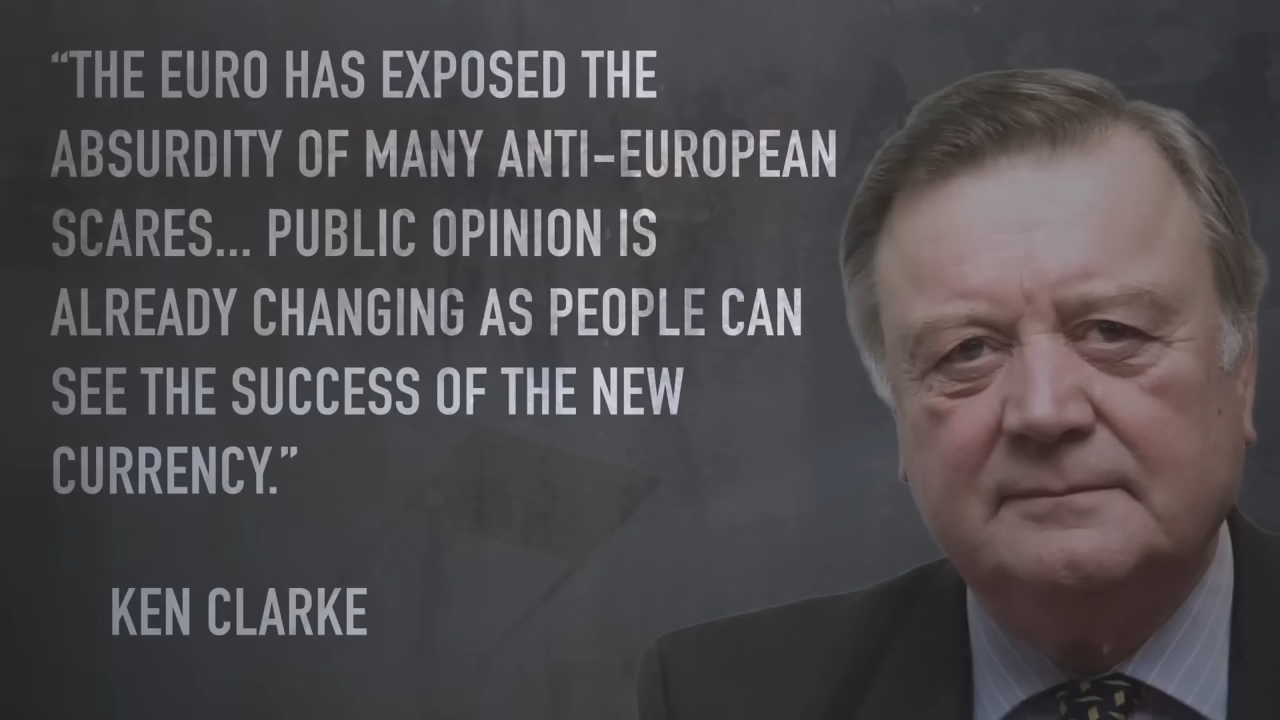 “THE EURO HAS EXPOSED THE
ABSURDITY OF MANY ANTI-EUROPEAN
SCARES... PUBLIC OPINION IS
ALREADY CHANGING AS PEOPLE CAN
SEE THE SUCCESS OF THE NEW
CURRENCY.”
KEN CLARKE